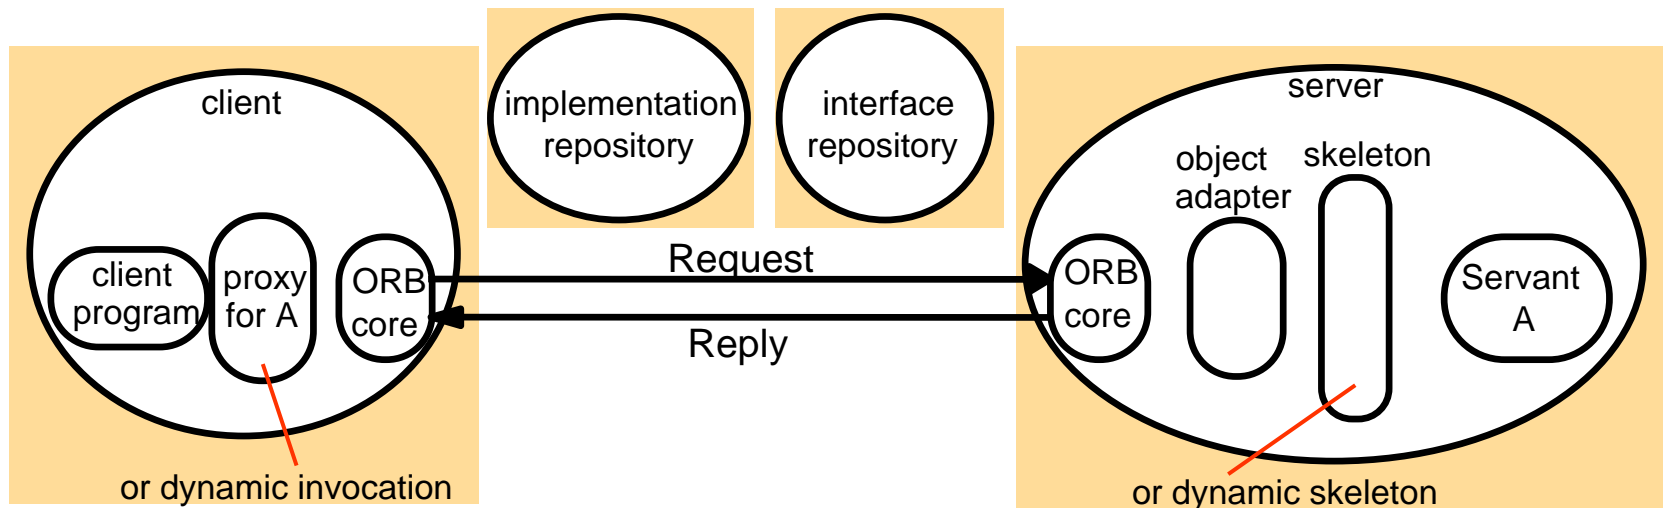 client
implementation
repository
interface
repository
server
object
adapter
skeleton
client
program
proxy
for A
ORB
core
Request
Reply
ORB
core
Servant
A
or dynamic invocation
or dynamic skeleton